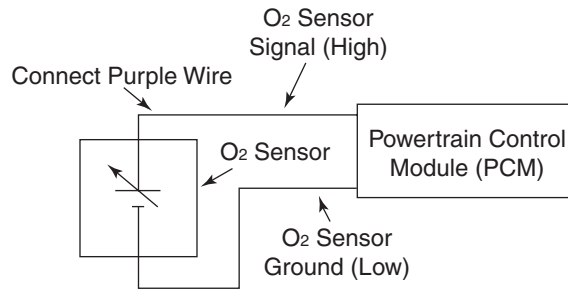 O2 Sensor
Signal (High)
Connect Purple Wire
O2 Sensor
Powertrain Control
Module (PCM)
O2 Sensor
Ground (Low)